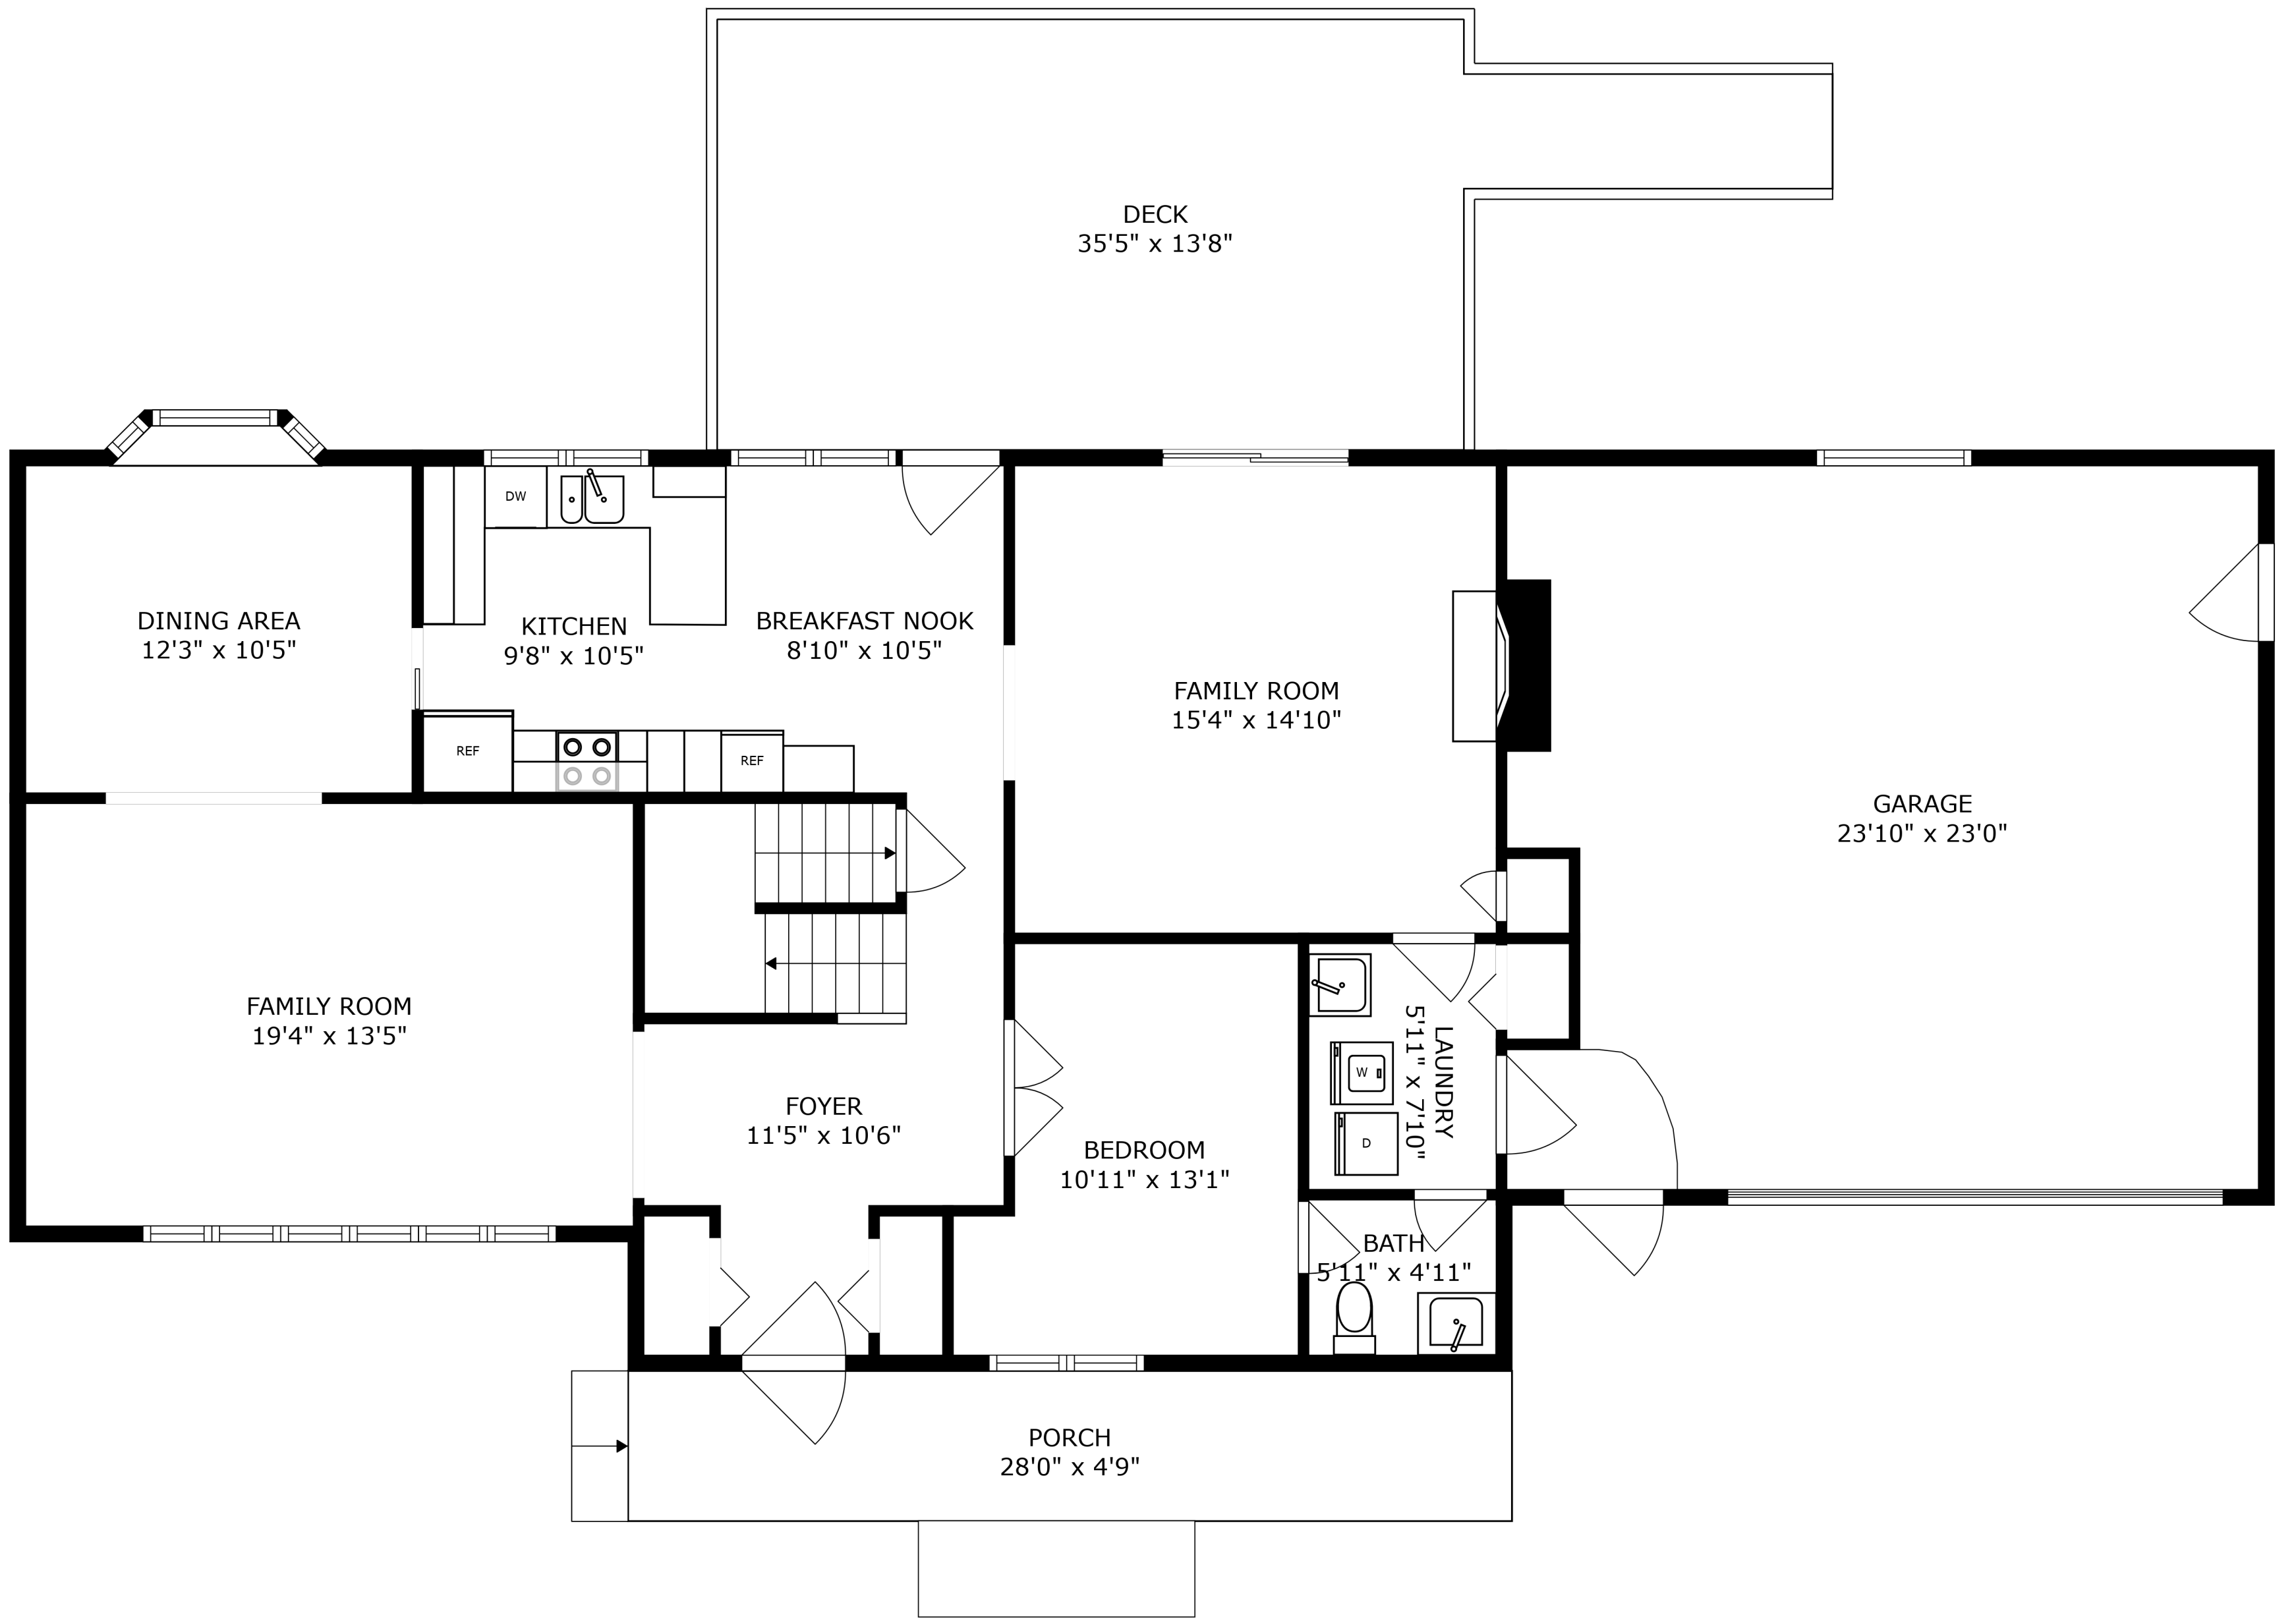 DECK
35'5" x 13'8"
DW
DINING AREA
12'3" x 10'5"
KITCHEN
9'8" x 10'5"
BREAKFAST NOOK
8'10" x 10'5"
FAMILY ROOM
15'4" x 14'10"
REF
REF
GARAGE
23'10" x 23'0"
FAMILY ROOM
19'4" x 13'5"
FOYER
11'5" x 10'6"
BEDROOM
10'11" x 13'1"
LAUNDRY
5'11" x 7'10"
W
D
BATH
5'11" x 4'11"
PORCH
28'0" x 4'9"